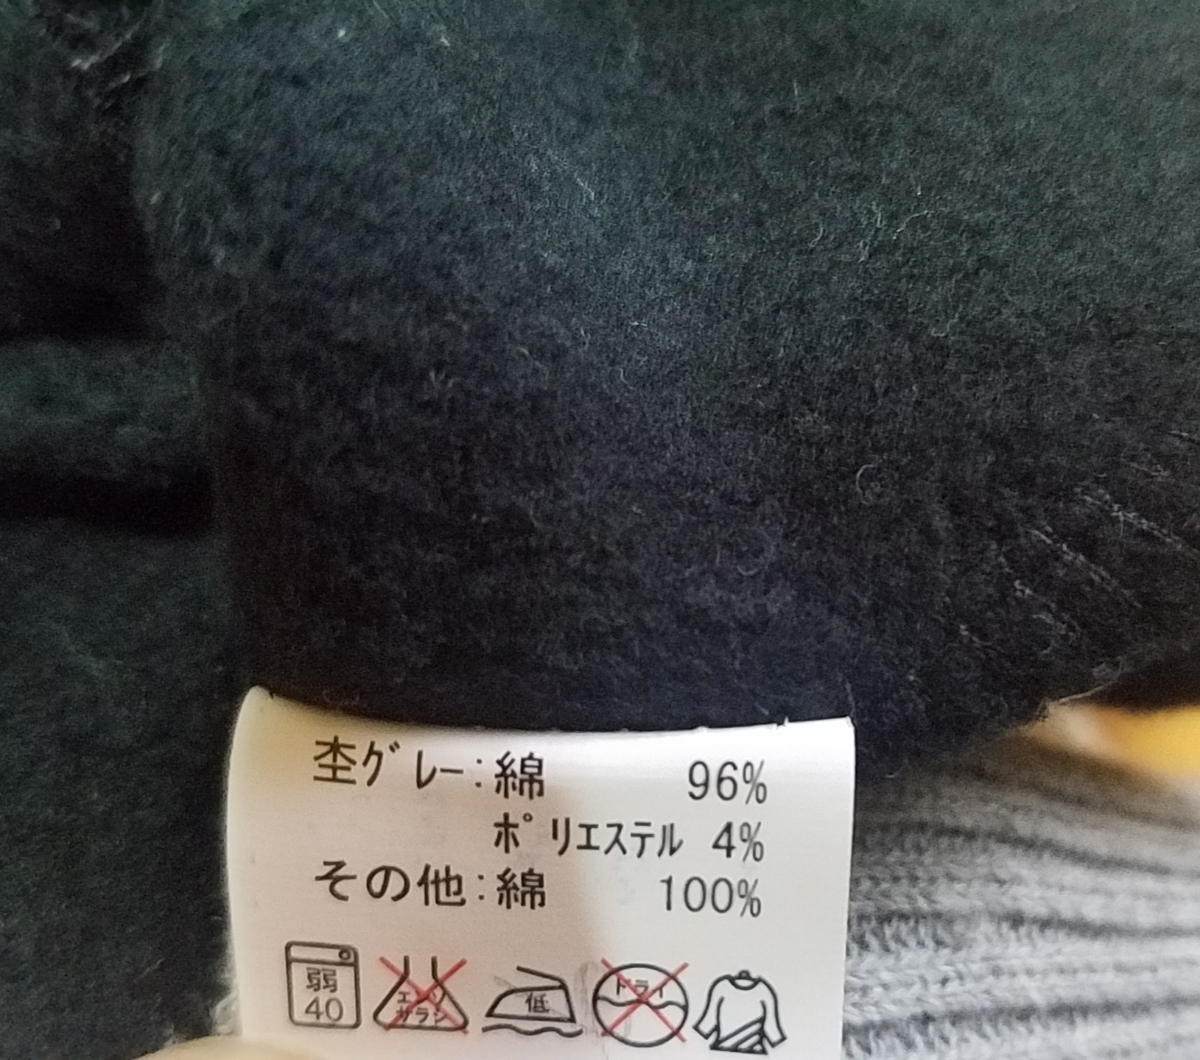 杢グレー:綿 96%
ポリエステル 4%
その他:綿 100%
弱 40 エンソサラシ 低 ドライ